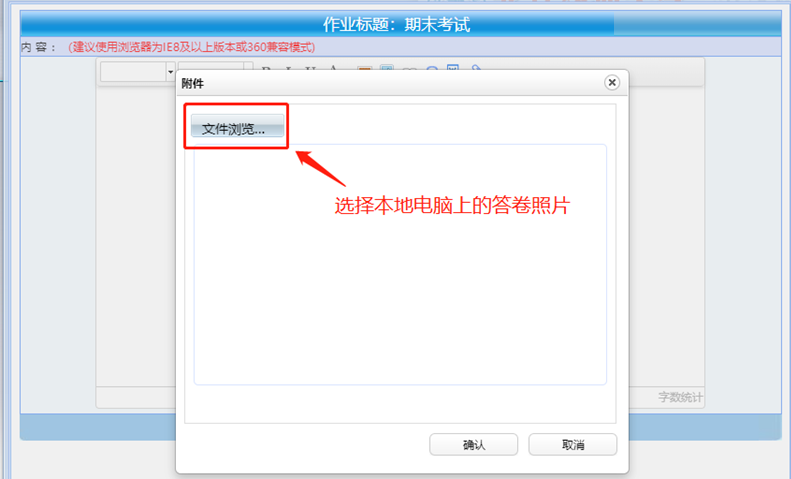 作业标题：期末考试
内 容 ： （建议使用浏览器为IE8及以上版本或360兼容模式）
附件
文件浏览...
选择本地电脑上的答卷照片
字数统计
确认
取消